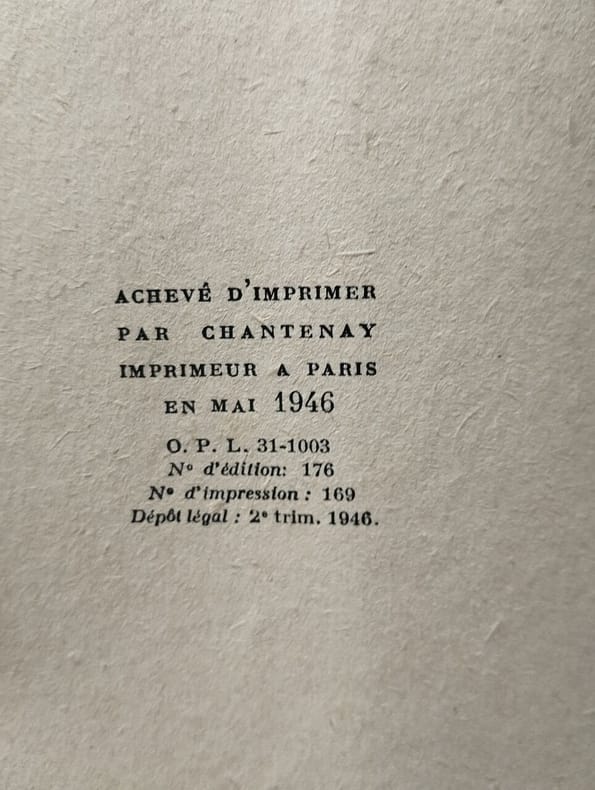 ACHEVÊ D'IMPRIMER
PAR CHANTENAY
IMPRIMEUR A PARIS
EN MAI 1946
O. P. L. 31-1003
N° d'édition: 176
N° d'impression : 169
Dépôt légal : 2e trim. 1946.